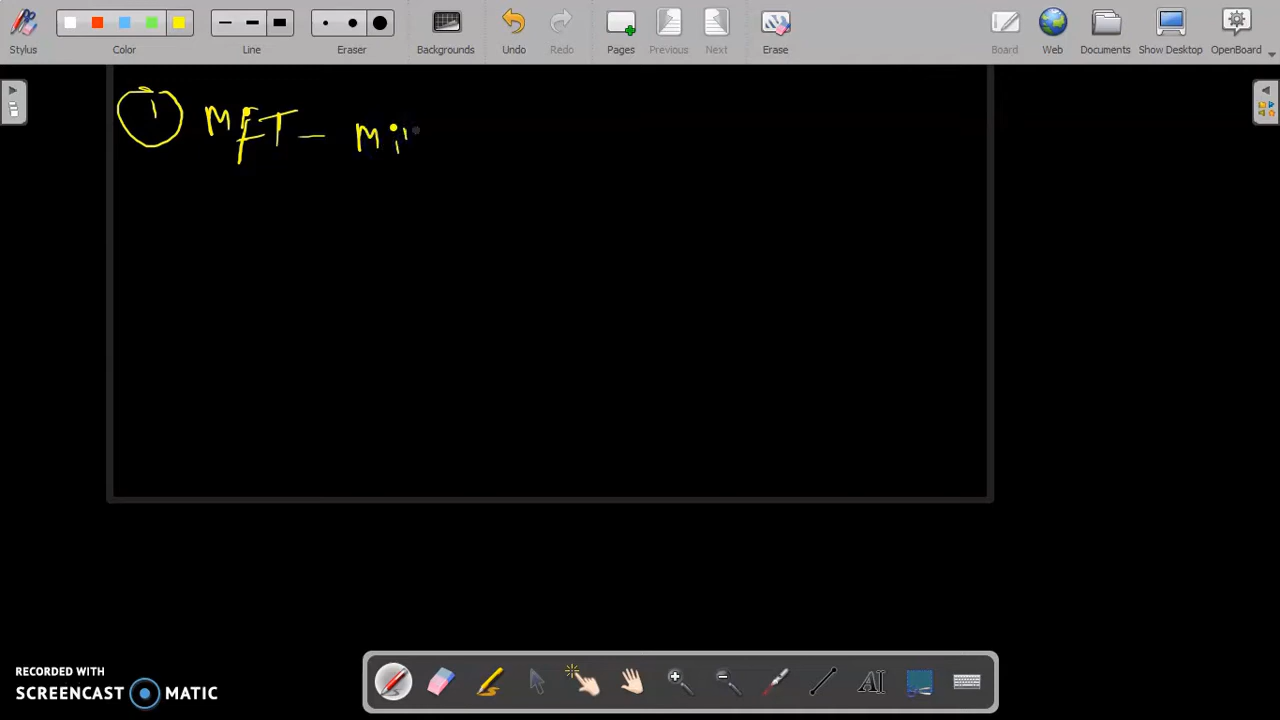 Stylus Color Line Eraser Backgrounds Undo Redo Pages Previous Next Erase Board Web Documents Show Desktop OpenBoard
1 MFT -
RECORDED WITH
SCREENCAST MATIC